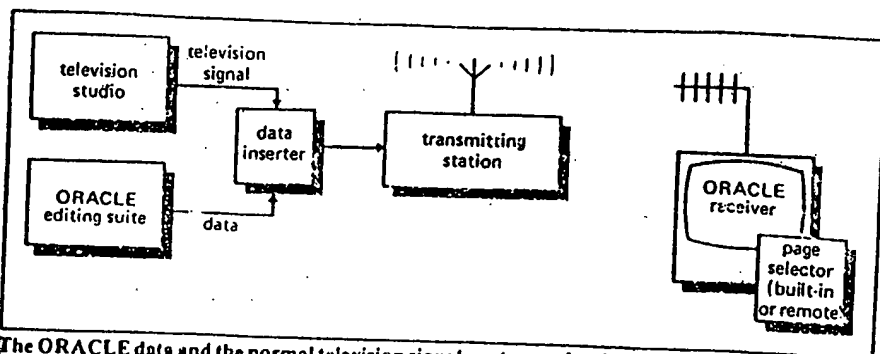 television
studio
television
signal
data
inserter
transmitting
station
ORACLE
editing suite
data
ORACLE
receiver
page
selector
(built-in
or remote)
The ORACLE data and the normal television signal